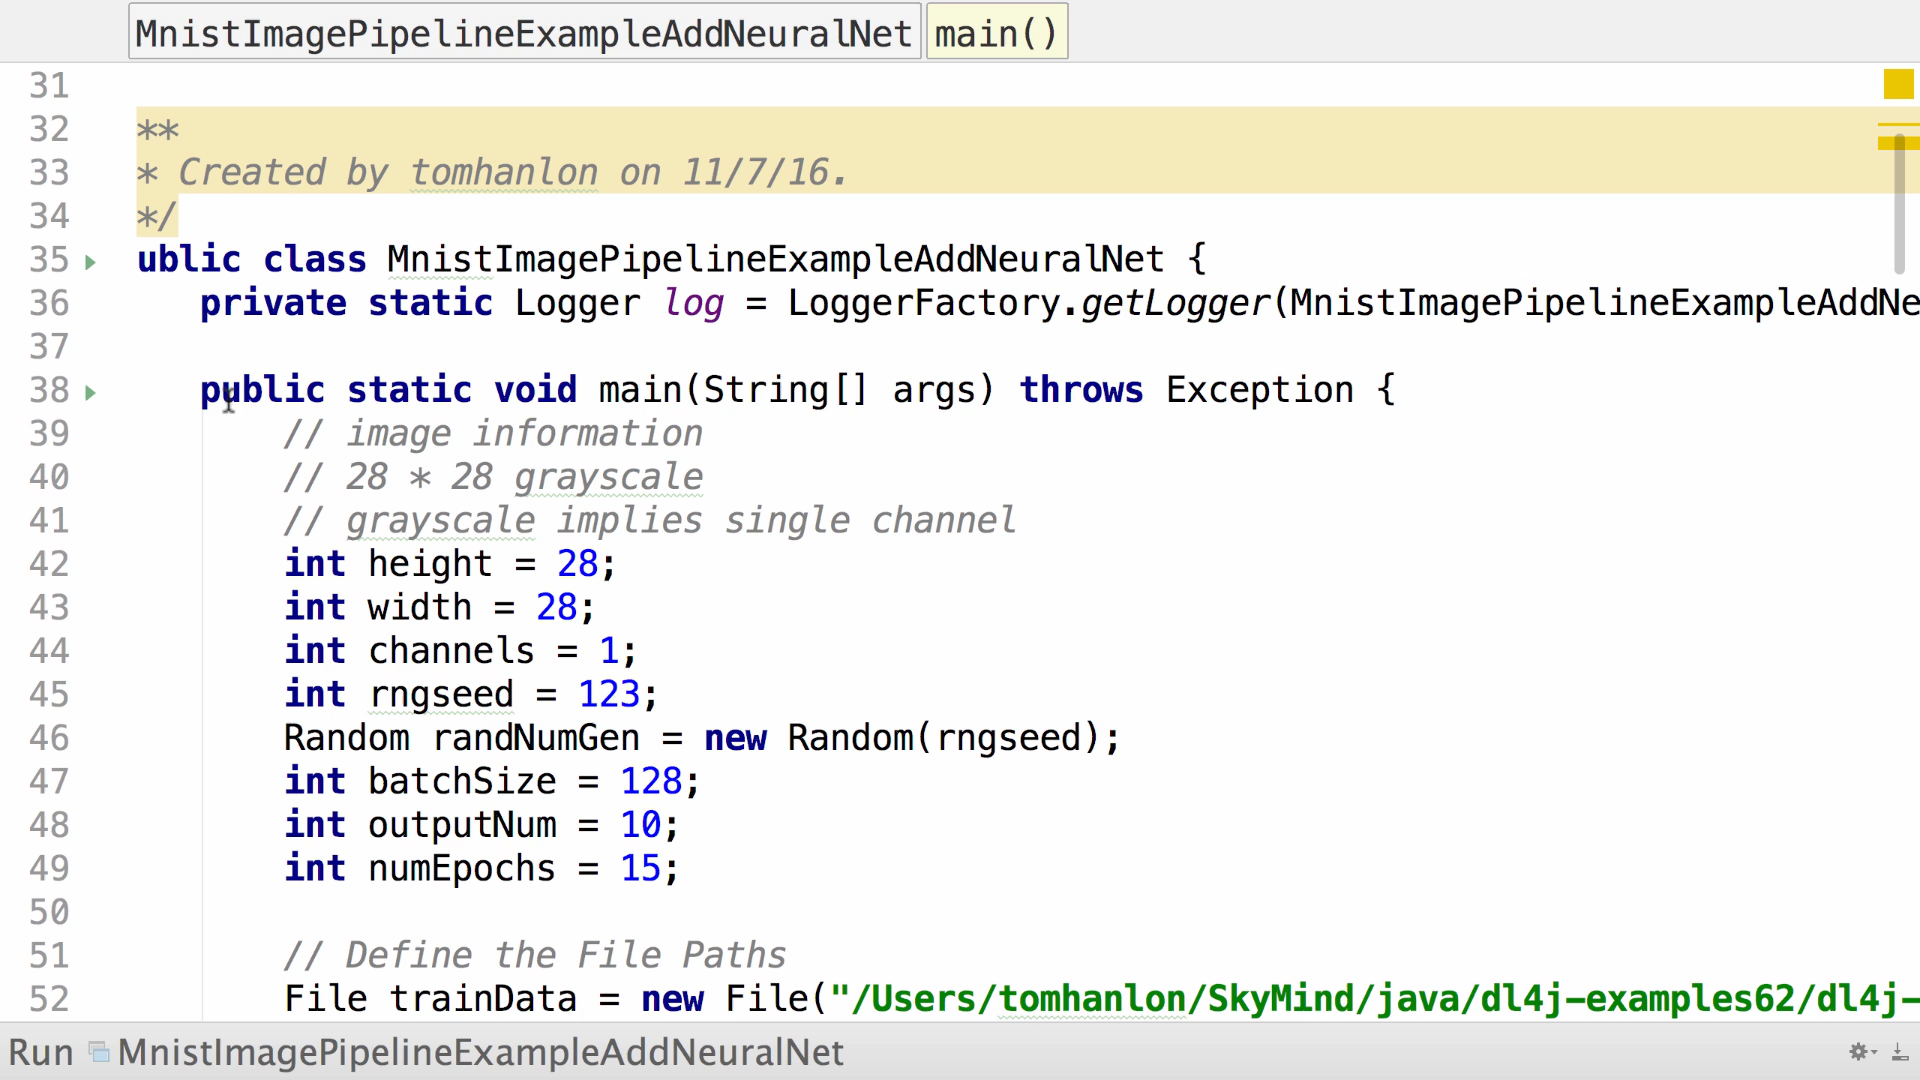 MnistImagePipelineExampleAddNeuralNet main()
31
32 **
33 * Created by tomhanlon on 11/7/16.
34 */
35 ublic class MnistImagePipelineExampleAddNeuralNet {
36 private static Logger log = LoggerFactory.getLogger(MnistImagePipelineExampleAddNe
37
38 public static void main(String[] args) throws Exception {
39 // image information
40 // 28 * 28 grayscale
41 // grayscale implies single channel
42 int height = 28;
43 int width = 28;
44 int channels = 1;
45 int rngseed = 123;
46 Random randNumGen = new Random(rngseed);
47 int batchSize = 128;
48 int outputNum = 10;
49 int numEpochs = 15;
50
51 // Define the File Paths
52 File trainData = new File("/Users/tomhanlon/SkyMind/java/dl4j-examples62/dl4j-
Run MnistImagePipelineExampleAddNeuralNet